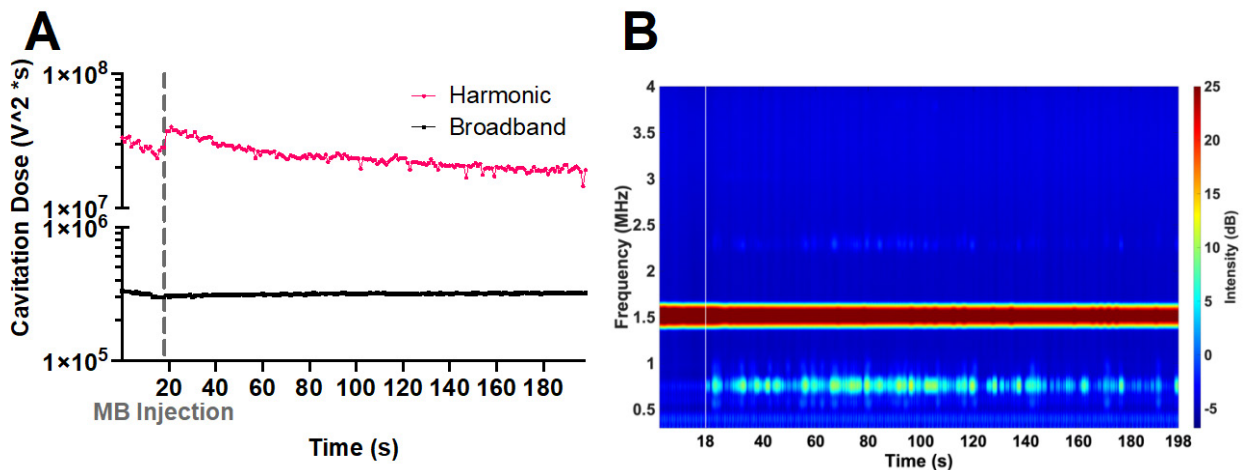 A
Cavitation Dose (V^2 *s)
1×10^8
1×10^7
1×10^6
1×10^5
Harmonic
Broadband
20 40 60 80 100 120 140 160 180
MB Injection
Time (s)
B
Frequency (MHz)
4
3.5
3
2.5
2
1.5
1
0.5
18 40 60 80 100 120 140 160 180 198
Time (s)
25
20
15
10
5
0
-5
Intensity (dB)